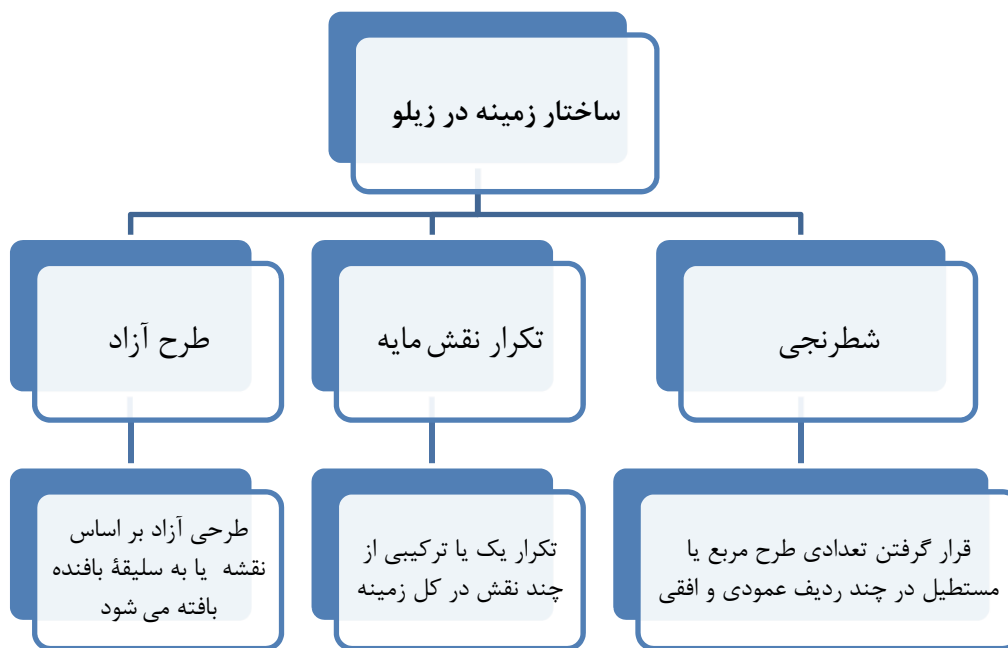 ساختار زمینه در زیلو
شطرنجی
تکرار نقش مایه
طرح آزاد
قرار گرفتن تعدادی طرح مربع یا
مستطیل در چند ردیف عمودی و افقی
تکرار یک یا ترکیبی از
چند نقش در کل زمینه
طرحی آزاد بر اساس
نقشه یا به سلیقهٔ بافنده
بافته می شود